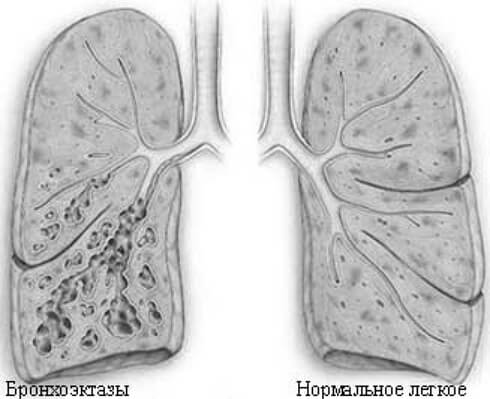 Бронхоэктазы
Нормальное легкое